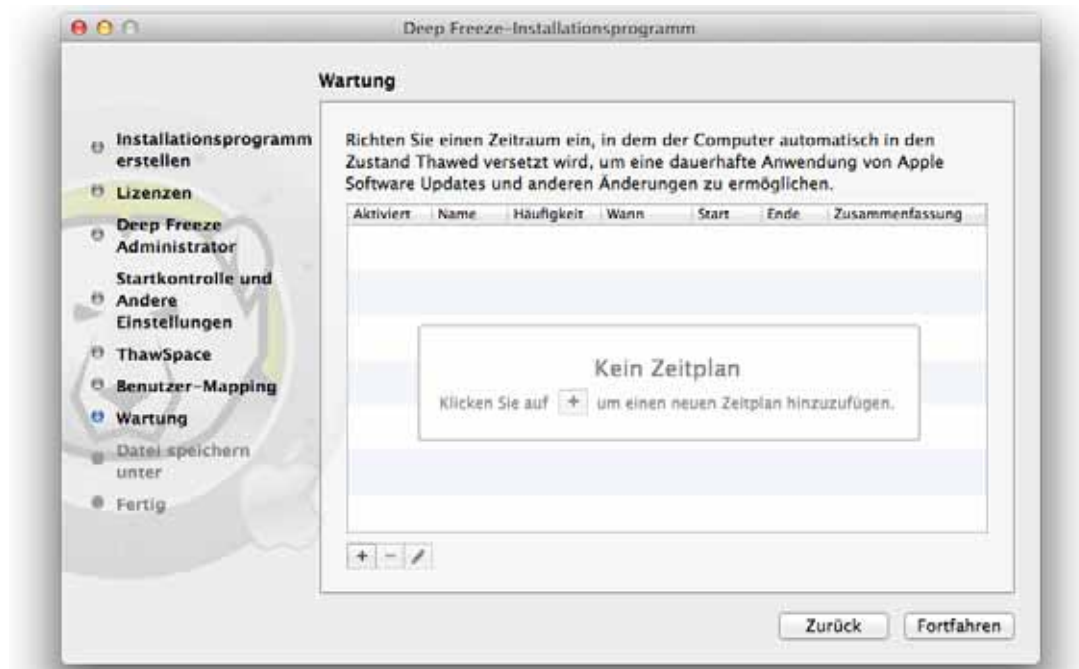 Deep Freeze-Installationsprogramm
Wartung
Installationsprogramm
erstellen
Lizenzen
Deep Freeze
Administrator
Startkontrolle und
Andere
Einstellungen
ThawSpace
Benutzer-Mapping
Wartung
Datei speichern
unter
Fertig
Richten Sie einen Zeitraum ein, in dem der Computer automatisch in den
Zustand Thawed versetzt wird, um eine dauerhafte Anwendung von Apple
Software Updates und anderen Änderungen zu ermöglichen.
Aktiviert Name Häufigkeit Wann Start Ende Zusammenfassung
Kein Zeitplan
Klicken Sie auf + um einen neuen Zeitplan hinzuzufügen.
+ −
Zurück Fortfahren